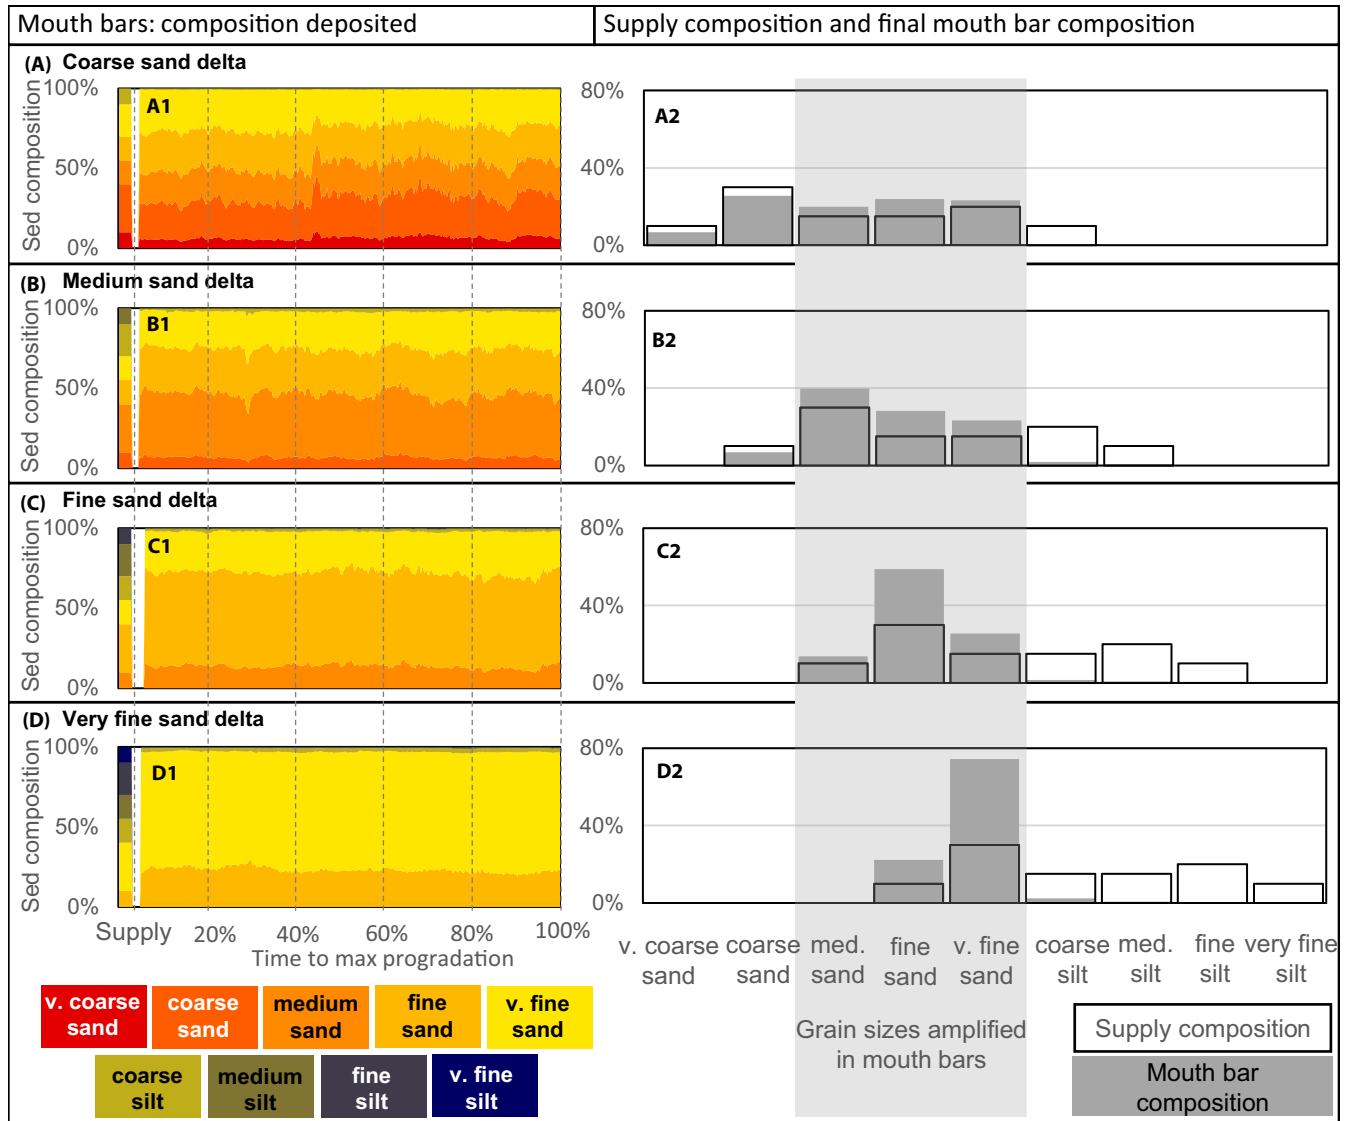 Mouth bars: composition deposited
Supply composition and final mouth bar composition
(A) Coarse sand delta
Sed composition
100%
50%
0%
A1
80%
40%
0%
A2
(B) Medium sand delta
Sed composition
100%
50%
0%
B1
80%
40%
0%
B2
(C) Fine sand delta
Sed composition
100%
50%
0%
C1
80%
40%
0%
C2
(D) Very fine sand delta
Sed composition
100%
50%
0%
D1
80%
40%
0%
D2
Supply 20% 40% 60% 80% 100%
Time to max progradation
v. coarse
sand
coarse
sand
med.
sand
fine
sand
v. fine
sand
coarse
silt
med.
silt
fine
silt
very fine
silt
Grain sizes amplified
in mouth bars
v. coarse
sand
coarse
sand
medium
sand
fine
sand
v. fine
sand
coarse
silt
medium
silt
fine
silt
v. fine
silt
Supply composition
Mouth bar
composition